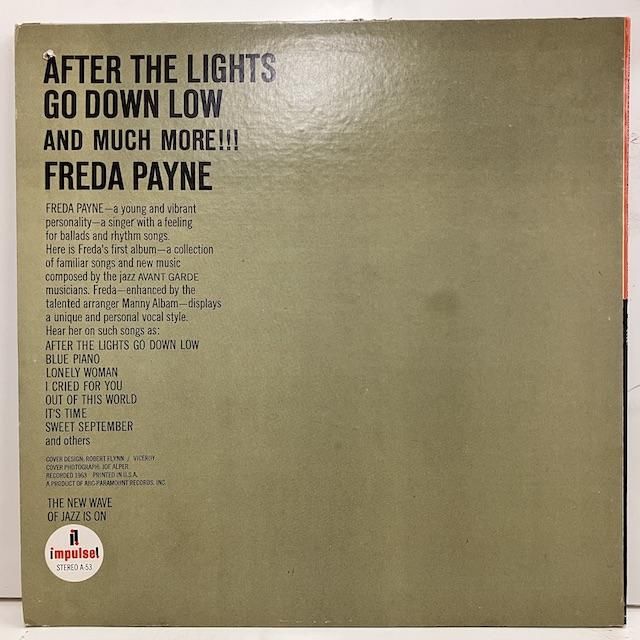 AFTER THE LIGHTS
GO DOWN LOW
AND MUCH MORE!!!
FREDA PAYNE
FREDA PAYNE—a young and vibrant
personality—a singer with a feeling
for ballads and rhythm songs.
Here is Freda's first album—a collection
of familiar songs and new music
composed by the jazz AVANT GARDE
musicians. Freda—enhanced by the
talented arranger Manny Albam—displays
a unique and personal vocal style.
Hear her on such songs as:
AFTER THE LIGHTS GO DOWN LOW
BLUE PIANO
LONELY WOMAN
I CRIED FOR YOU
OUT OF THIS WORLD
IT'S TIME
SWEET SEPTEMBER
and others
COVER DESIGN: ROBERT FLYNN / VICEROY
COVER PHOTOGRAPH: JOE ALPER
RECORDED 1963 PRINTED IN U.S.A.
A PRODUCT OF ABC-PARAMOUNT RECORDS, INC.
THE NEW WAVE
OF JAZZ IS ON
impulse!
STEREO A-53